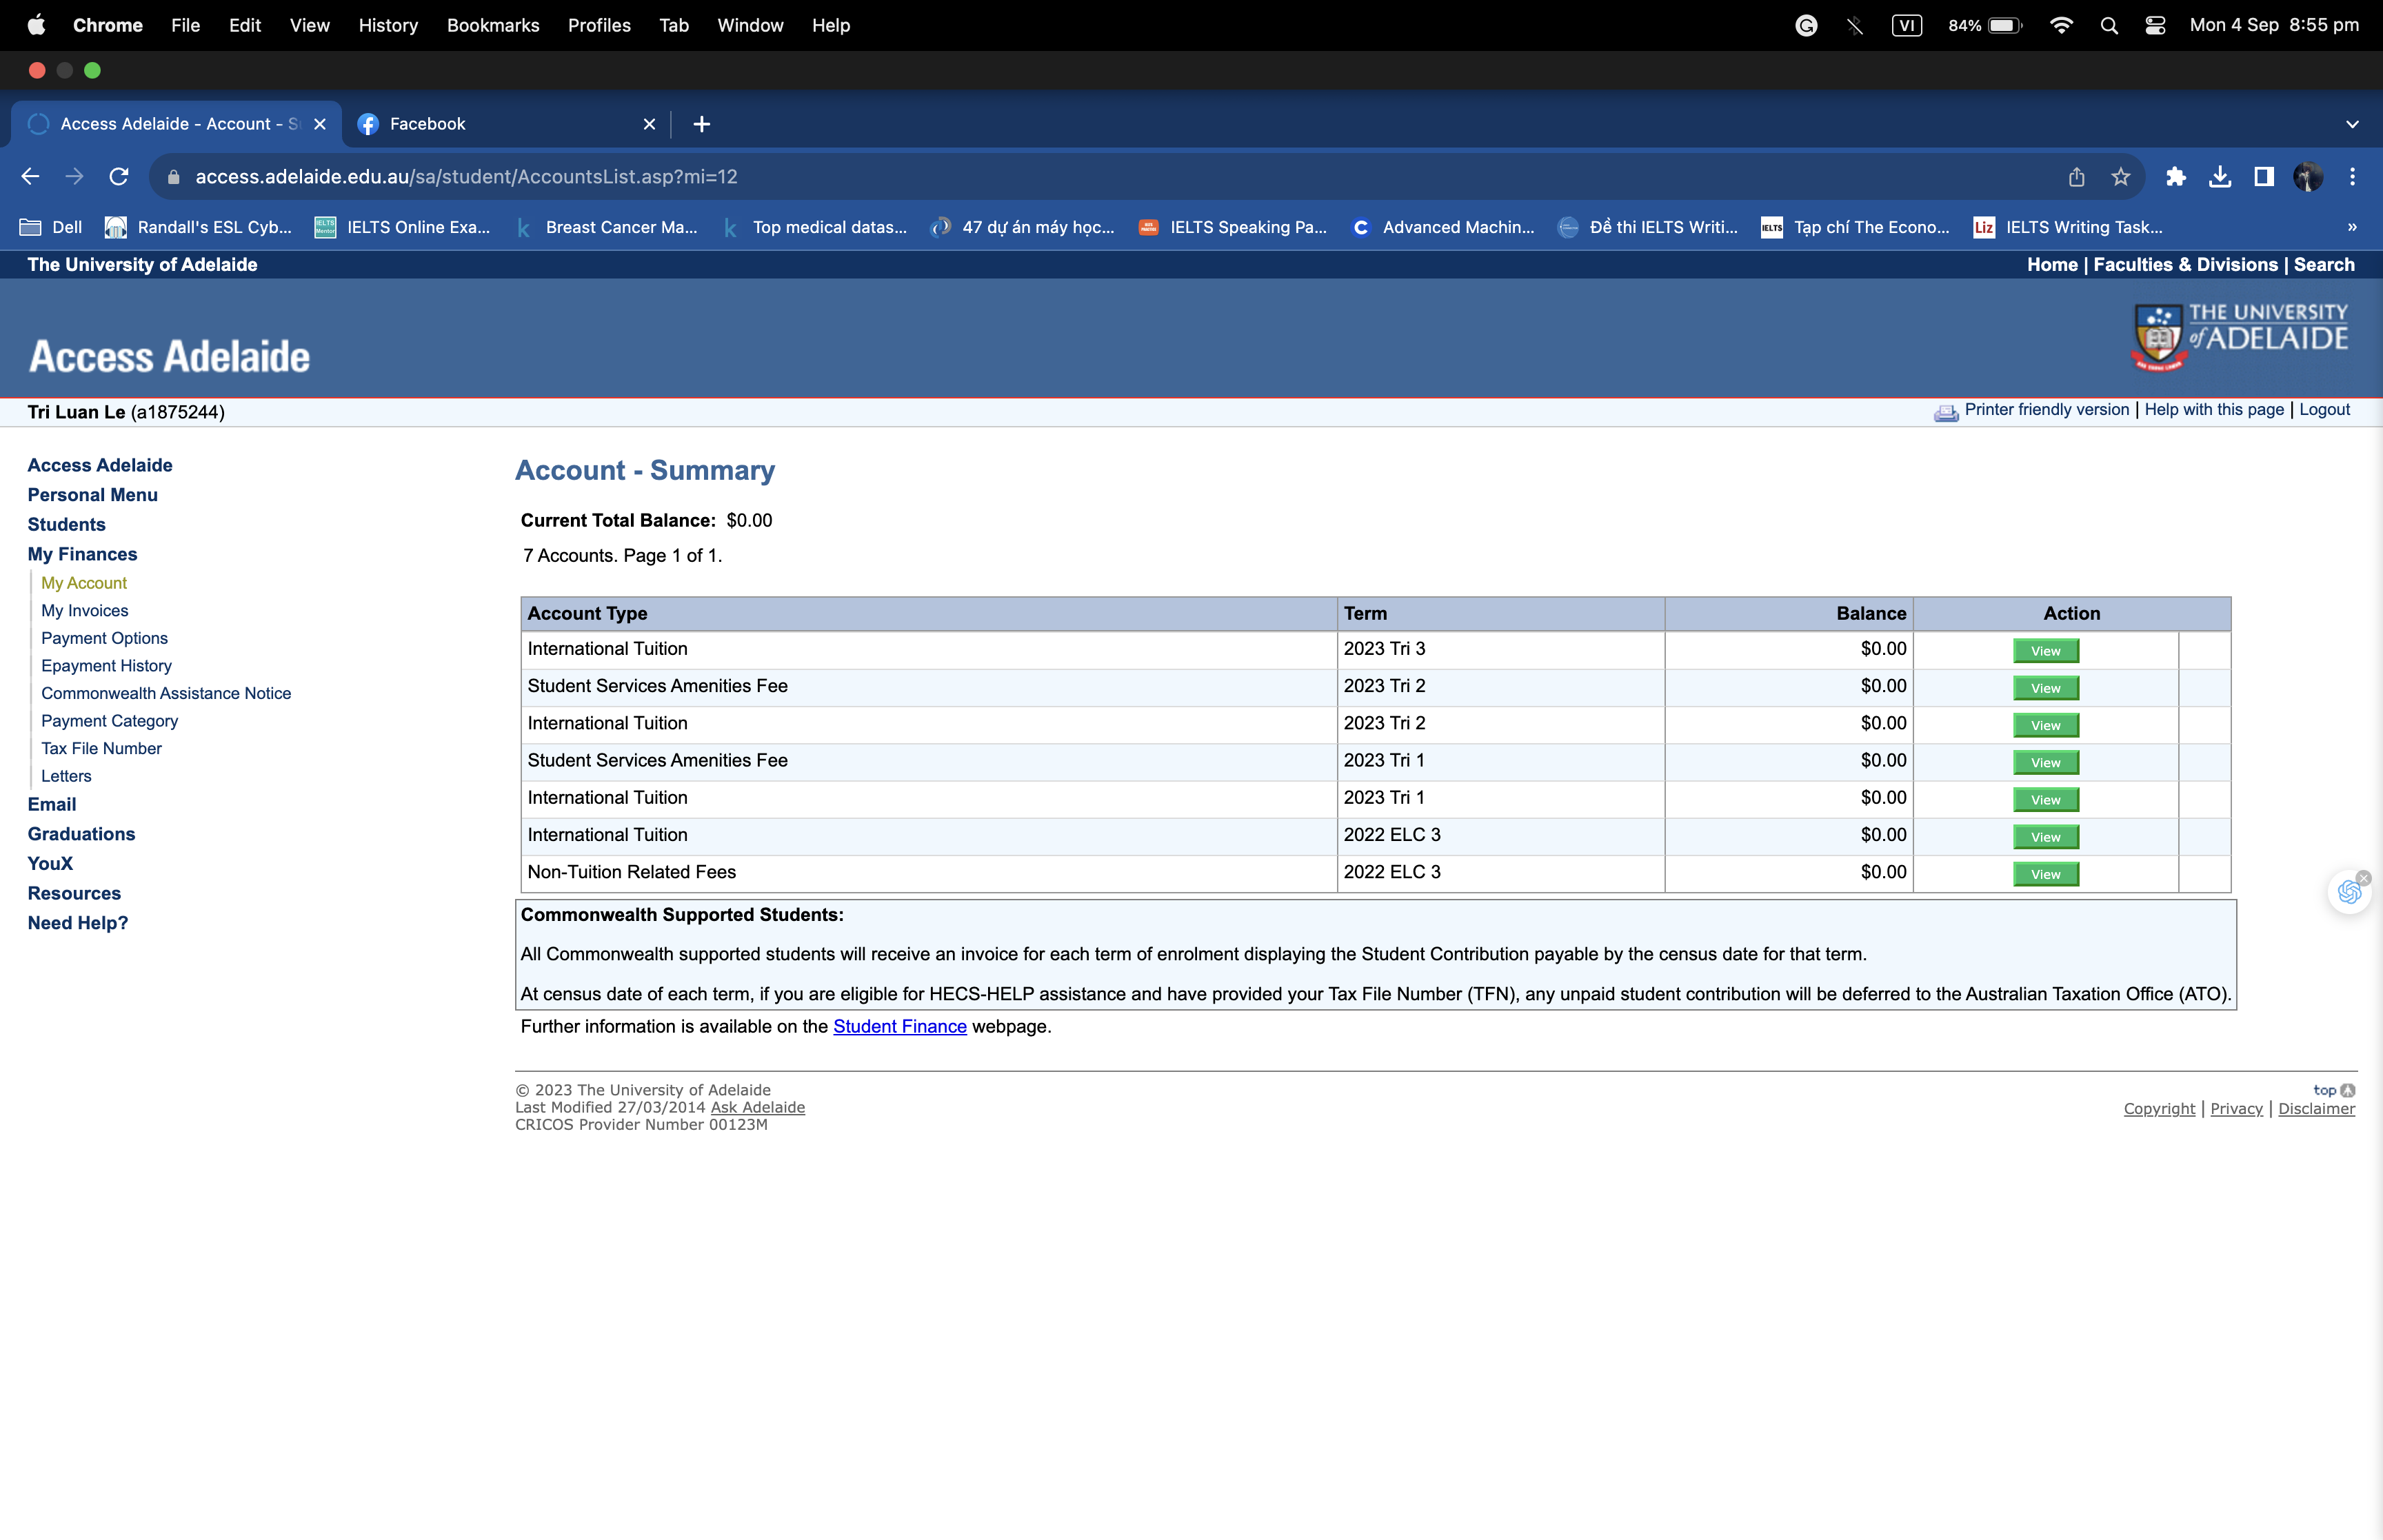 Chrome File Edit View History Bookmarks Profiles Tab Window Help VI 84% Mon 4 Sep 8:55 pm
Access Adelaide - Account - S Facebook
access.adelaide.edu.au/sa/student/AccountsList.asp?mi=12
Dell Randall's ESL Cyb... IELTS Online Exa... Breast Cancer Ma... Top medical datas... 47 dự án máy học... IELTS Speaking Pa... Advanced Machin... Đề thi IELTS Writi... IELTS Tạp chí The Econo... Liz IELTS Writing Task... »
The University of Adelaide Home | Faculties & Divisions | Search
Access Adelaide
THE UNIVERSITY
of ADELAIDE
Tri Luan Le (a1875244) Printer friendly version | Help with this page | Logout
Access Adelaide
Personal Menu
Students
My Finances
My Account
My Invoices
Payment Options
Epayment History
Commonwealth Assistance Notice
Payment Category
Tax File Number
Letters
Email
Graduations
YouX
Resources
Need Help?
Account - Summary
Current Total Balance: $0.00
7 Accounts. Page 1 of 1.
Account Type Term Balance Action
International Tuition 2023 Tri 3 $0.00 View
Student Services Amenities Fee 2023 Tri 2 $0.00 View
International Tuition 2023 Tri 2 $0.00 View
Student Services Amenities Fee 2023 Tri 1 $0.00 View
International Tuition 2023 Tri 1 $0.00 View
International Tuition 2022 ELC 3 $0.00 View
Non-Tuition Related Fees 2022 ELC 3 $0.00 View
Commonwealth Supported Students:
All Commonwealth supported students will receive an invoice for each term of enrolment displaying the Student Contribution payable by the census date for that term.
At census date of each term, if you are eligible for HECS-HELP assistance and have provided your Tax File Number (TFN), any unpaid student contribution will be deferred to the Australian Taxation Office (ATO).
Further information is available on the Student Finance webpage.
© 2023 The University of Adelaide
Last Modified 27/03/2014 Ask Adelaide
CRICOS Provider Number 00123M
top
Copyright | Privacy | Disclaimer